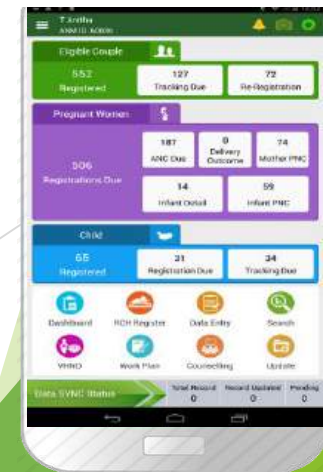 T.Anitha
Eligible Couple
552
Registered
127
Tracking Due
72
Re-Registration
Pregnant Women
506
Registrations Due
187
ANC Due
0
Delivery
Outcome
74
Mother PNC
14
Infant Detail
59
Infant PNC
Child
65
Registered
31
Registration Due
34
Tracking Due
Dashboard
RCH Register
Data Entry
Search
VHND
Work Plan
Counselling
Update
Data SYNC Status
Total Record
0
Record Updated
0
Pending
0